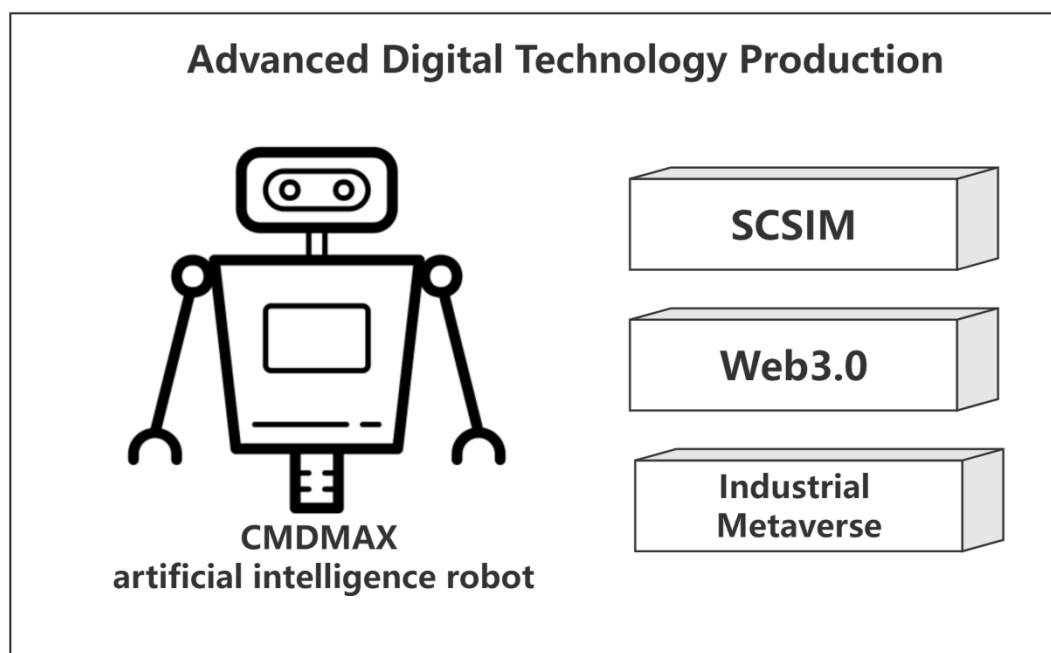 Advanced Digital Technology Production
SCSIM
Web3.0
Industrial
Metaverse
CMDMAX
artificial intelligence robot